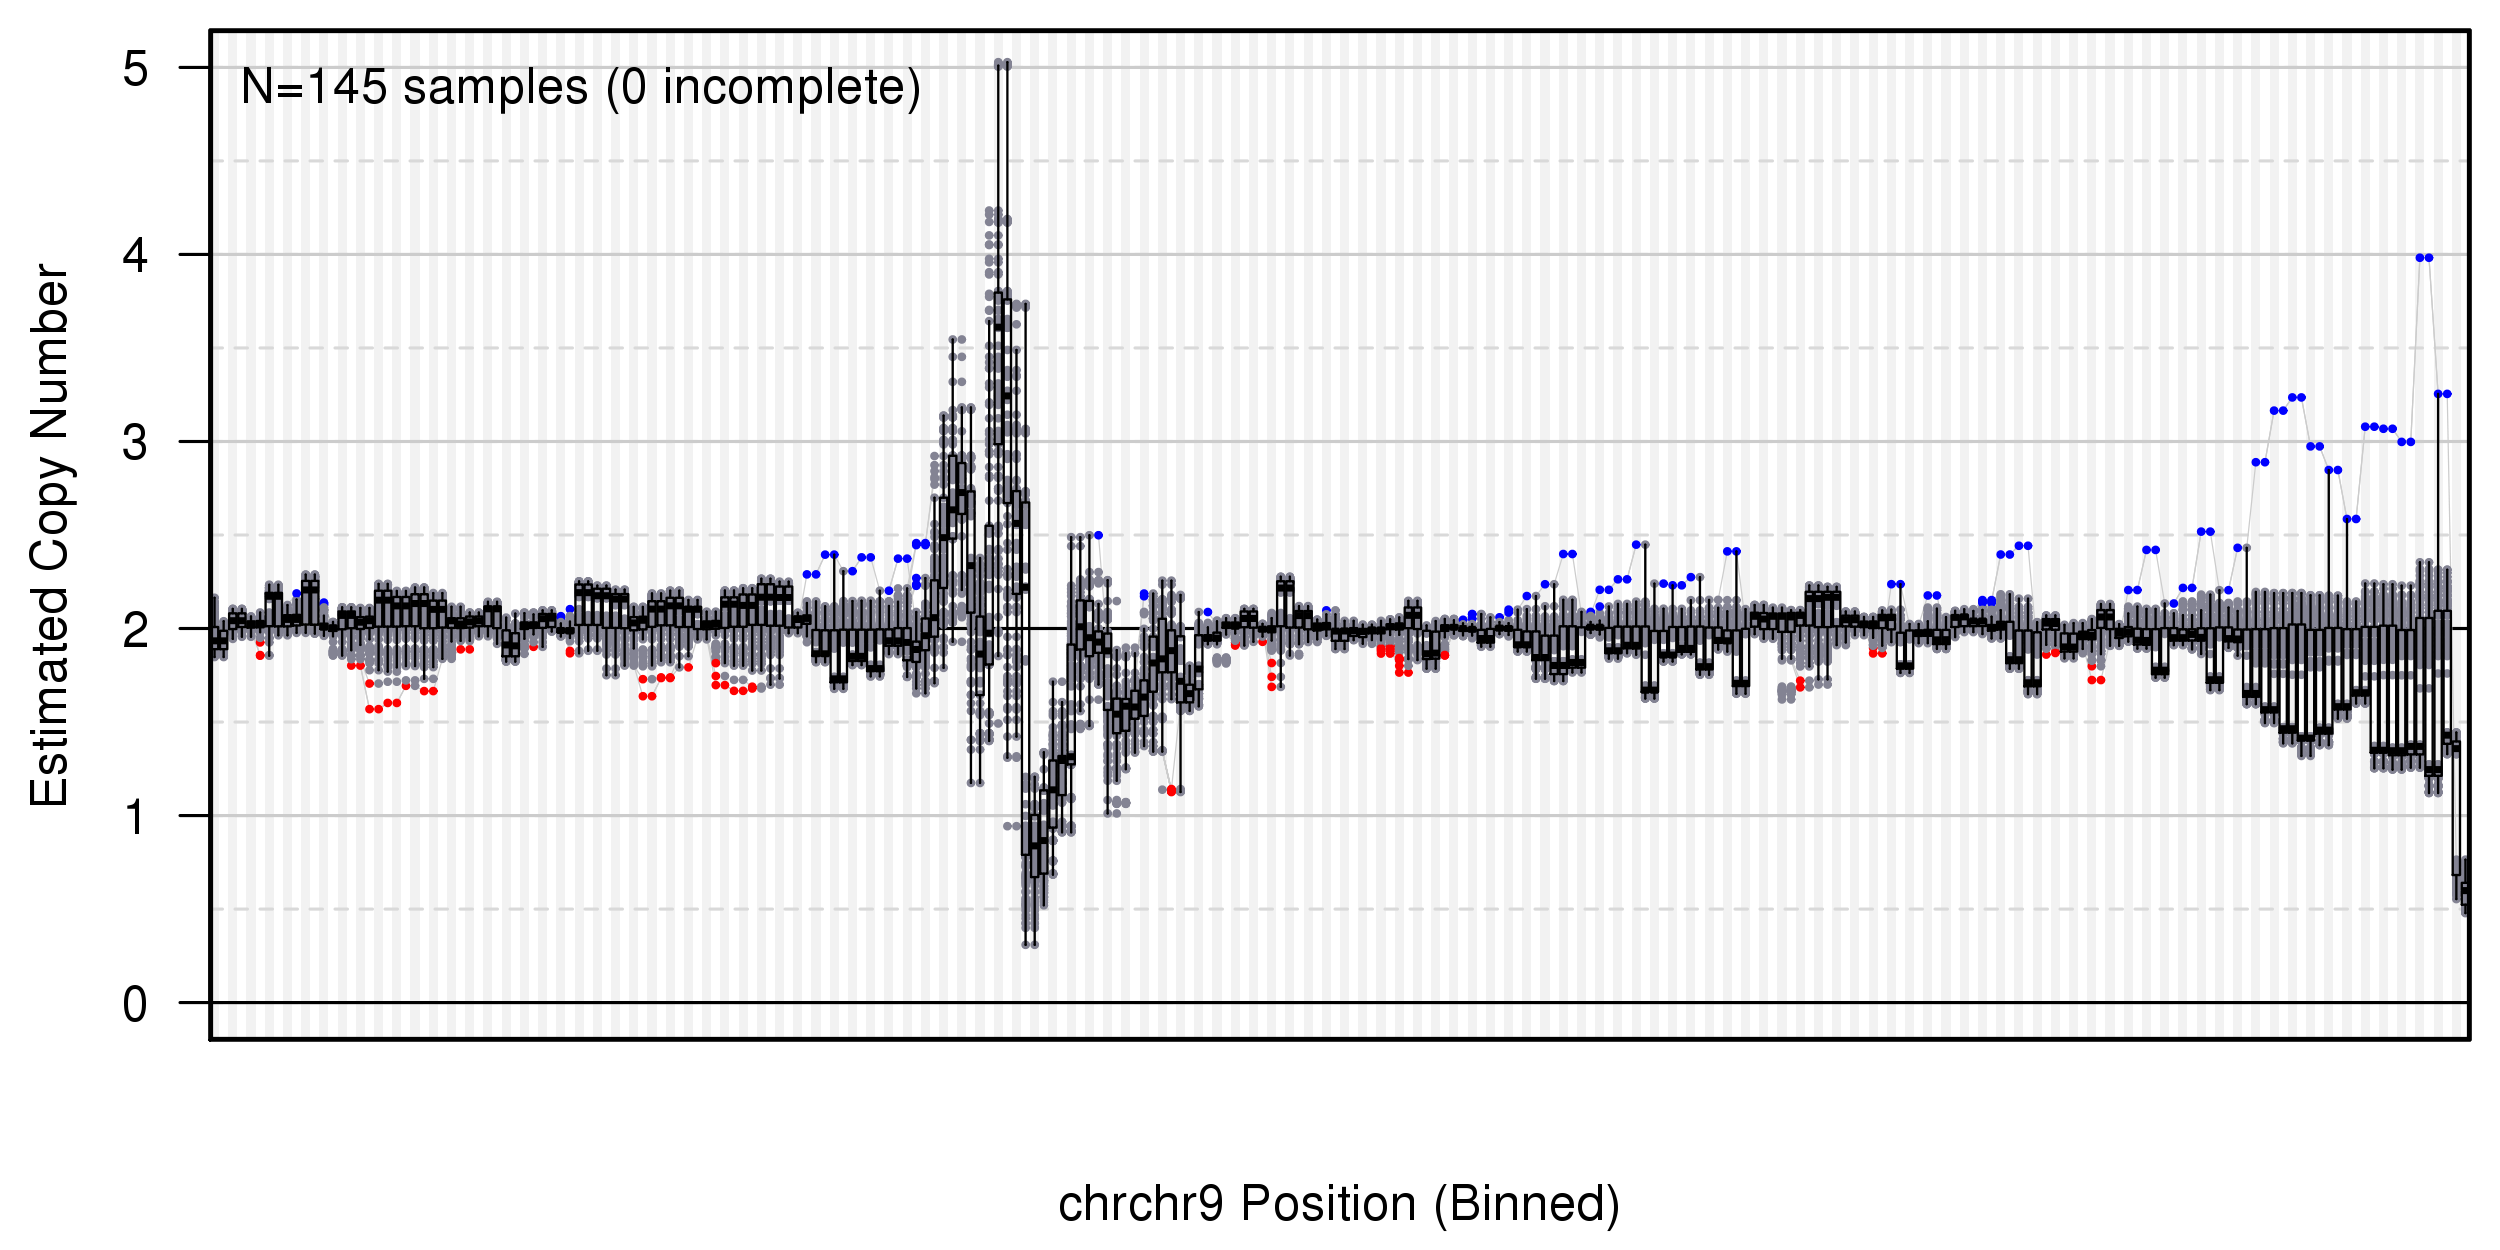 N=145 samples (0 incomplete)
5
4
3
2
1
0
Estimated Copy Number
chrchr9 Position (Binned)